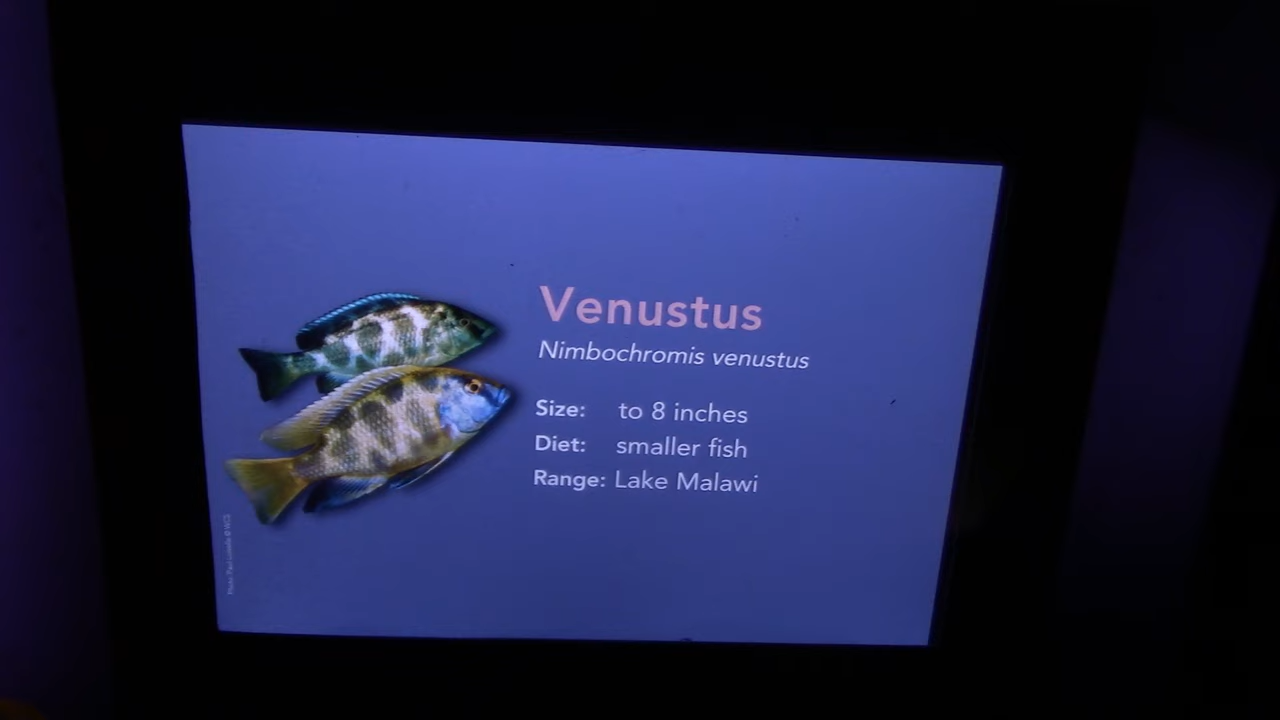 Venustus
Nimbochromis venustus
Size: to 8 inches
Diet: smaller fish
Range: Lake Malawi